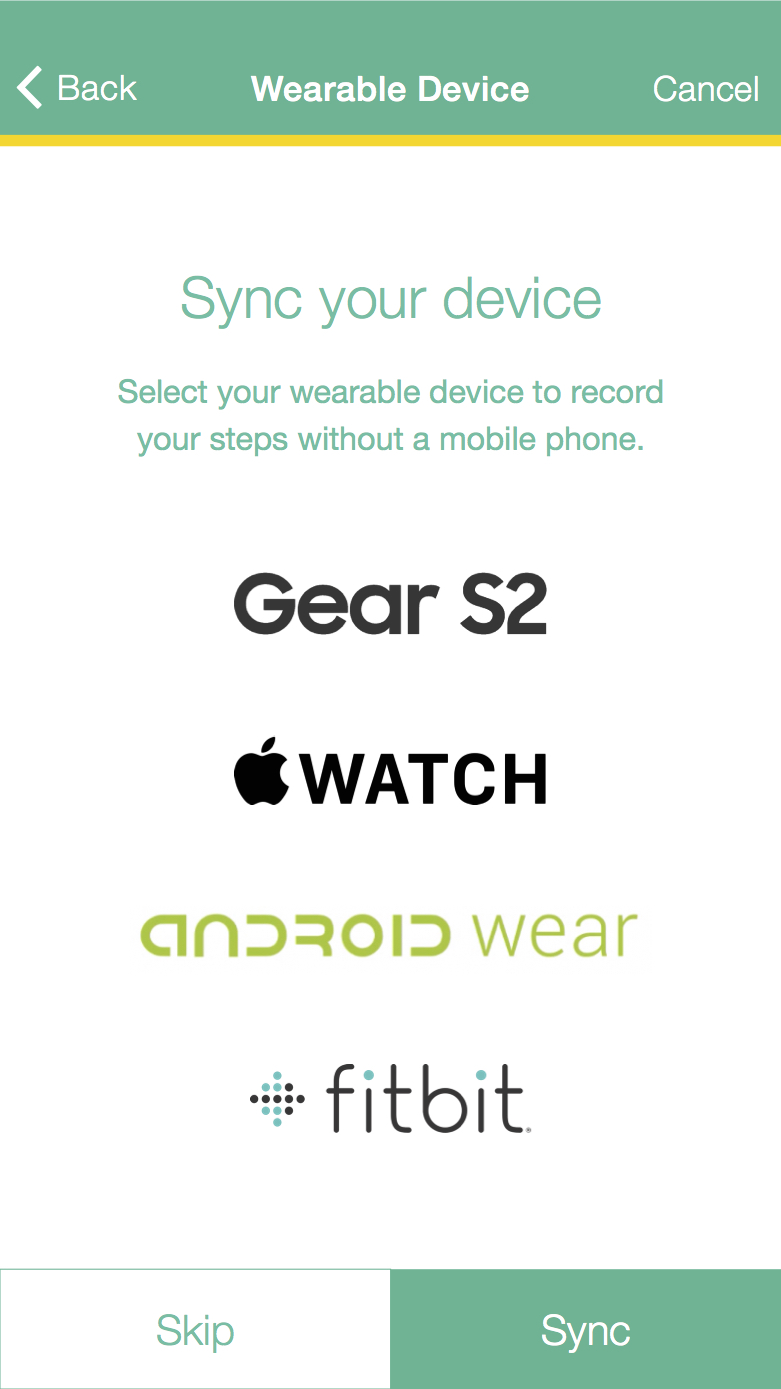 Back
Wearable Device
Cancel
Sync your device
Select your wearable device to record
your steps without a mobile phone.
Gear S2
WATCH
android wear
fitbit®
Skip
Sync